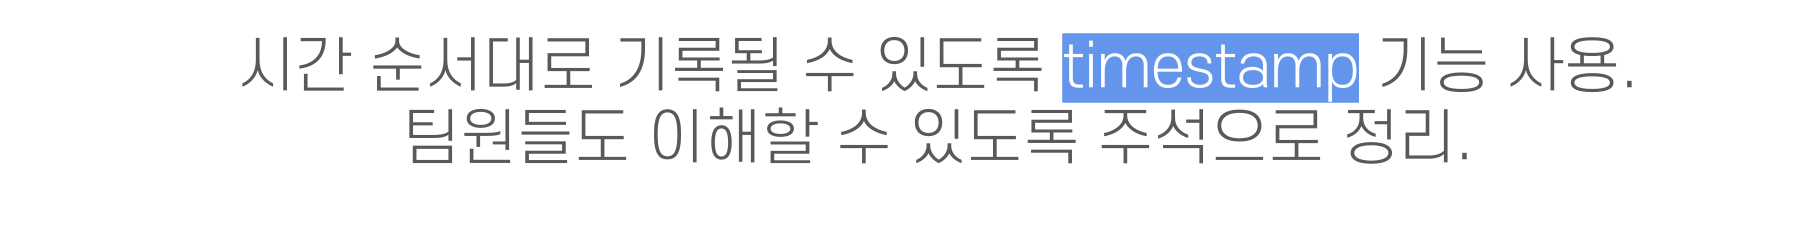 시간 순서대로 기록될 수 있도록 timestamp 기능 사용.
팀원들도 이해할 수 있도록 주석으로 정리.